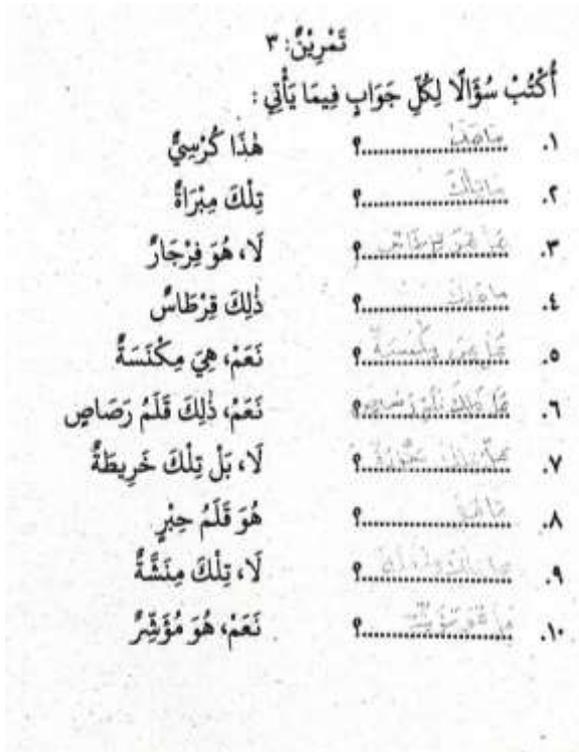 تَمْرِيْنٌ: ٣
أُكْتُبْ سُؤَالًا لِكُلِّ جَوَابٍ فِيمَا يَأْتِي :
١. مَا هَذَا ؟ هٰذَا كُرْسِيٌّ
٢. مَا تِلْكَ ؟ تِلْكَ مِبْرَاةٌ
٣. هُوَ ؟ لَا، هُوَ فِرْجَارٌ
٤. ؟ ذٰلِكَ قِرْطَاسٌ
٥. هَلْ هِيَ مِكْنَسَةٌ ؟ نَعَمْ، هِيَ مِكْنَسَةٌ
٦. ذَلِكَ ؟ نَعَمْ، ذٰلِكَ قَلَمُ رَصَاصٍ
٧. ؟ لَا، بَلْ تِلْكَ خَرِيطَةٌ
٨. ؟ هُوَ قَلَمُ حِبْرٍ
٩. ؟ لَا، تِلْكَ مِنَشَّةٌ
١٠. هُوَ ؟ نَعَمْ، هُوَ مُؤَشِّرٌ